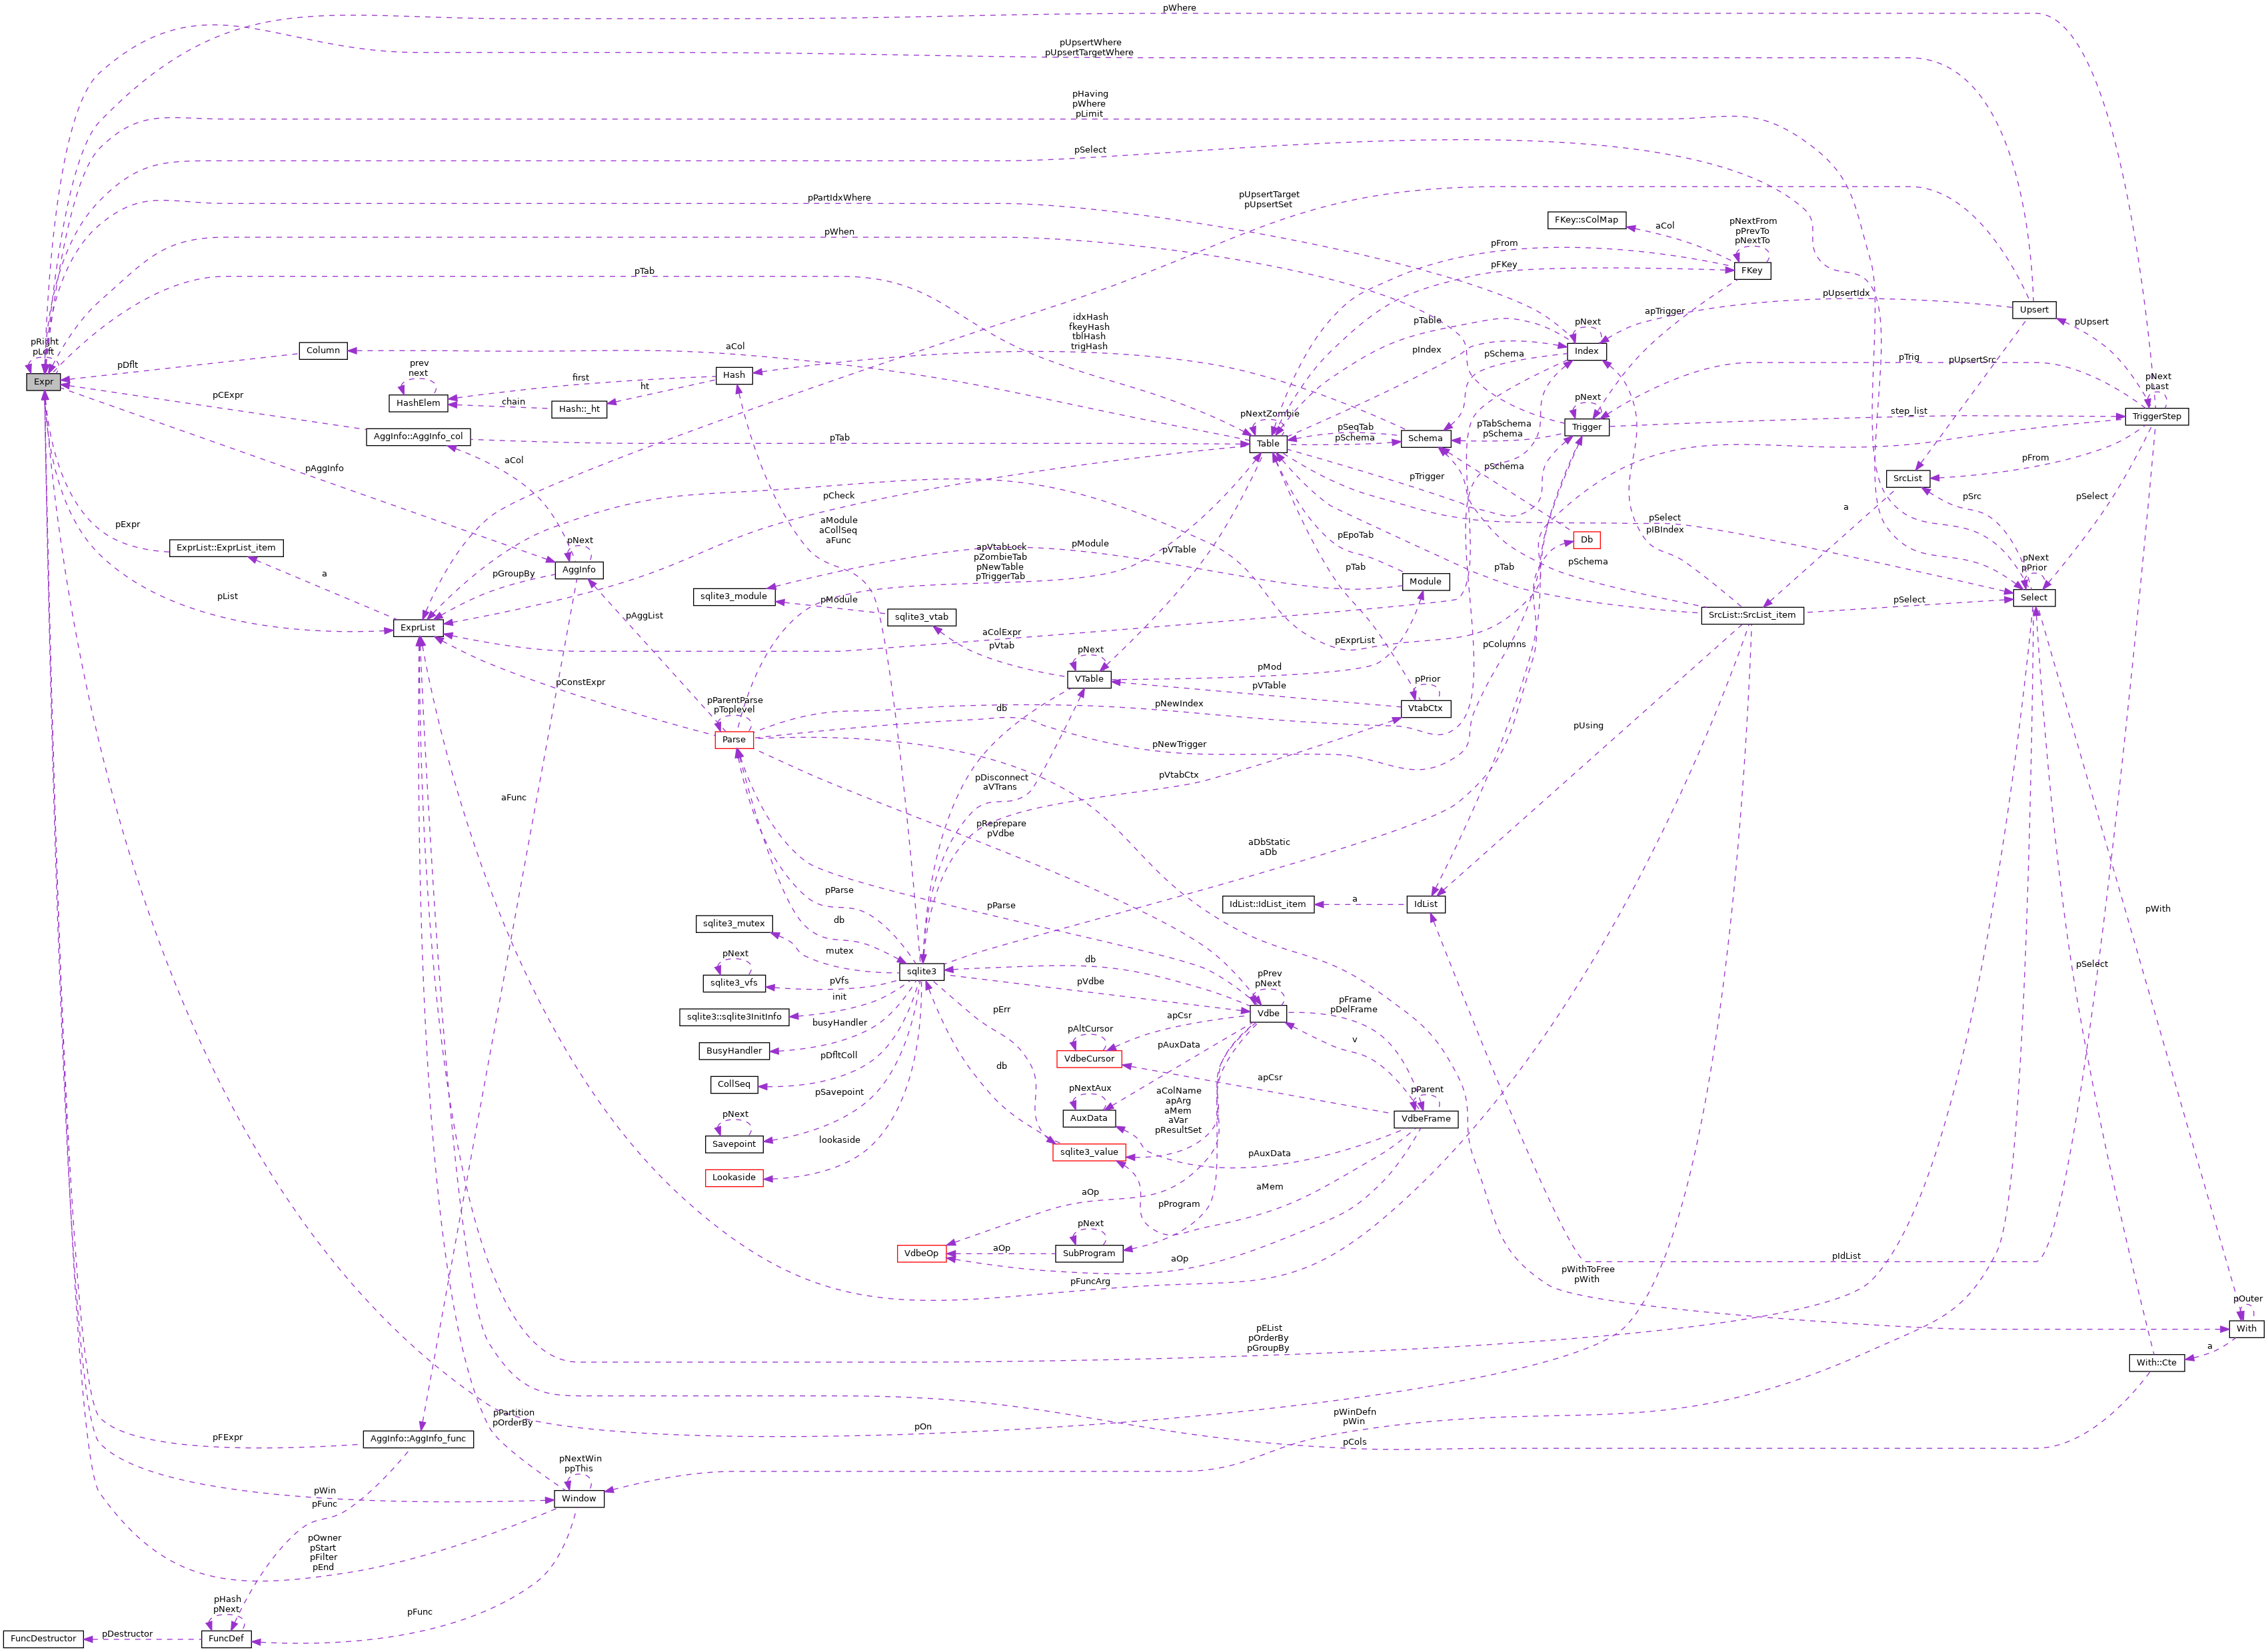 pWhere
pUpsertWhere
pUpsertTargetWhere
pHaving
pWhere
pLimit
pSelect
pPartIdxWhere
pUpsertTarget
pUpsertSet
pWhen
FKey::sColMap
aCol
pNextFrom
pPrevTo
pNextTo
pFrom
pFKey
FKey
pTab
pUpsertIdx
Upsert
apTrigger
pUpsert
idxHash
fkeyHash
tblHash
trigHash
pTable
pNext
pRight
pLeft
Expr
pDflt
Column
aCol
pIndex
pSchema
Index
pUpsertSrc
pTrig
prev
next
HashElem
first
Hash
ht
chain
Hash::_ht
pNext
pLast
TriggerStep
pCExpr
AggInfo::AggInfo_col
pTab
pNextZombie
Table
pSeqTab
pSchema
Schema
pTabSchema
pSchema
pNext
Trigger
step_list
aCol
pAggInfo
pTrigger
pSchema
pFrom
SrcList
pCheck
pSrc
pSelect
a
aModule
aCollSeq
aFunc
pSelect
pIBIndex
pExpr
ExprList::ExprList_item
pNext
AggInfo
pModule
pEpoTab
Db
pVTable
apVtabLock
pZombieTab
pNewTable
pTriggerTab
pTab
pTab
pSchema
pNext
pPrior
Select
a
pGroupBy
sqlite3_module
pModule
Module
pList
ExprList
pAggList
sqlite3_vtab
pSelect
SrcList::SrcList_item
aColExpr
pVtab
pExprList
pColumns
pNext
VTable
pMod
pVTable
pPrior
VtabCtx
pConstExpr
pParentParse
pToplevel
Parse
db
pNewIndex
pNewTrigger
pUsing
pDisconnect
aVTrans
pVtabCtx
aFunc
pReprepare
pVdbe
aDbStatic
aDb
pParse
pParse
IdList::IdList_item
a
IdList
pWith
sqlite3_mutex
db
mutex
pNext
sqlite3_vfs
pVfs
sqlite3
db
pVdbe
pSelect
pPrev
pNext
Vdbe
init
sqlite3::sqlite3InitInfo
pErr
pFrame
pDelFrame
apCsr
busyHandler
BusyHandler
pAltCursor
VdbeCursor
pAuxData
v
pDfltColl
CollSeq
db
apCsr
pSavepoint
pNextAux
AuxData
aColName
apArg
aMem
aVar
pResultSet
pParent
VdbeFrame
pNext
Savepoint
lookaside
Lookaside
sqlite3_value
pAuxData
aOp
aMem
pProgram
pNext
SubProgram
VdbeOp
aOp
aOp
pFuncArg
pIdList
pWithToFree
pWith
pOuter
With
pEList
pOrderBy
pGroupBy
a
With::Cte
pPartition
pOrderBy
pOn
pWinDefn
pWin
pCols
pFExpr
AggInfo::AggInfo_func
pNextWin
ppThis
Window
pWin
pFunc
pOwner
pStart
pFilter
pEnd
pHash
pNext
FuncDef
pFunc
FuncDestructor
pDestructor